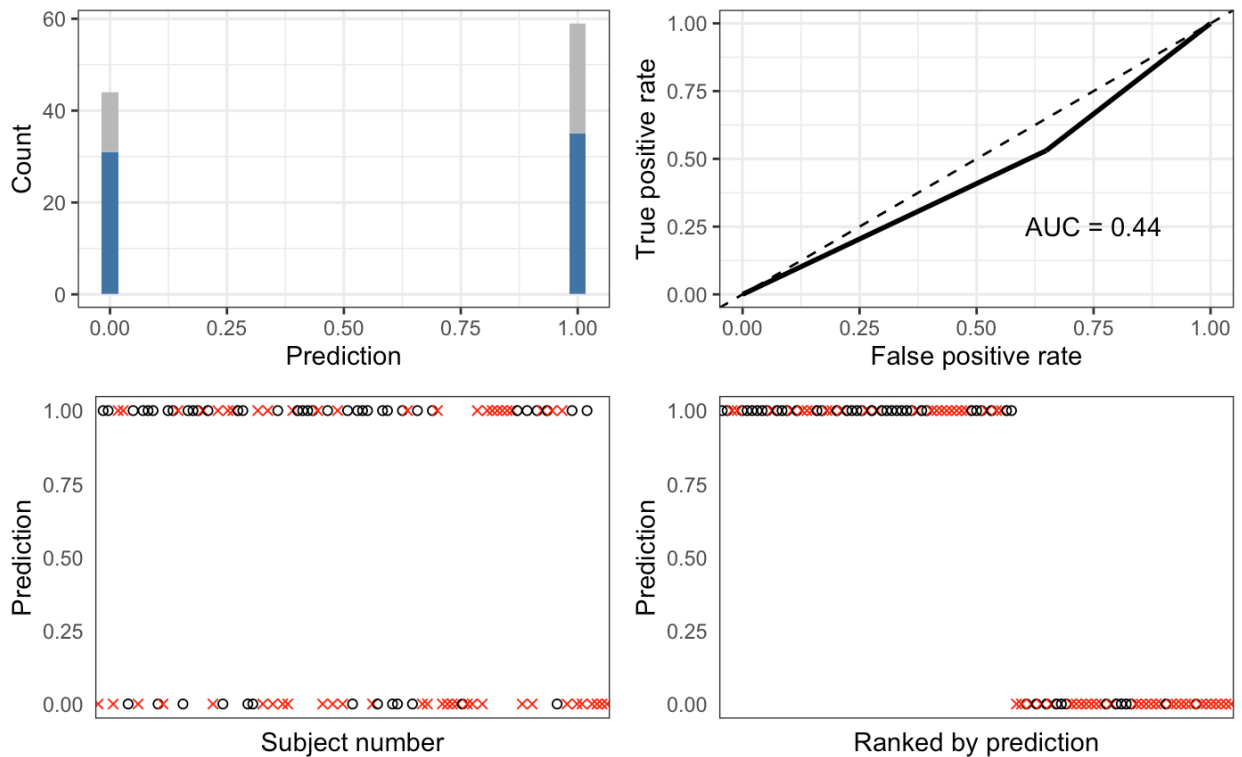 60
40
20
0
Count
0.00 0.25 0.50 0.75 1.00
Prediction
1.00
0.75
0.50
0.25
0.00
True positive rate
AUC = 0.44
0.00 0.25 0.50 0.75 1.00
False positive rate
1.00
0.75
0.50
0.25
0.00
Prediction
Subject number
1.00
0.75
0.50
0.25
0.00
Prediction
Ranked by prediction